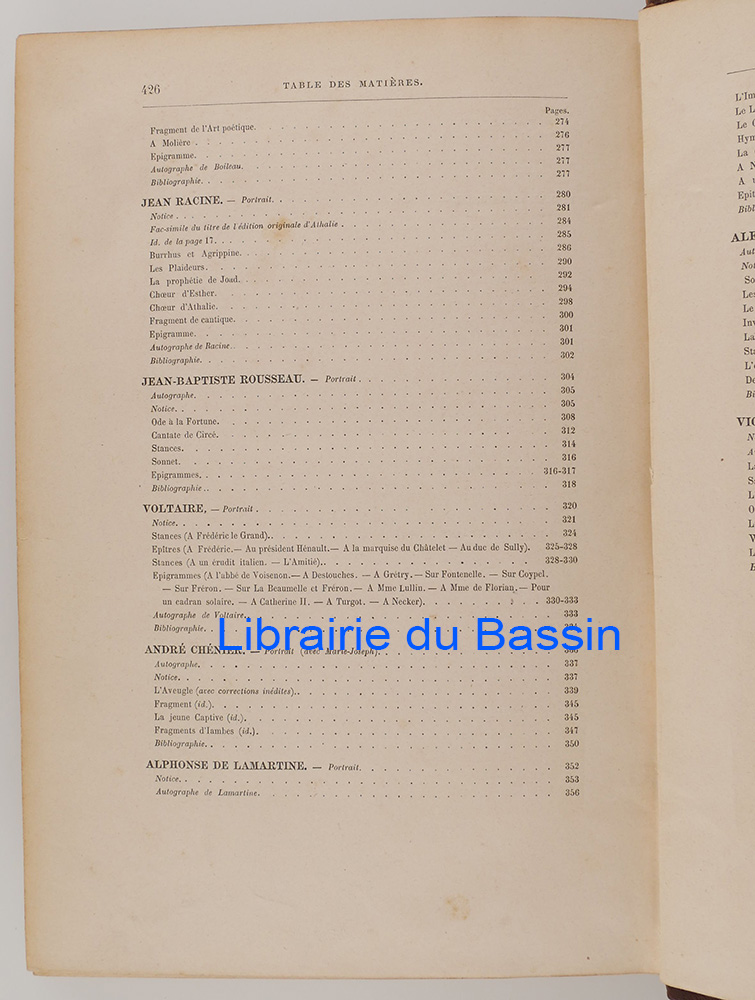 426
TABLE DES MATIÈRES.
Pages.
Fragment de l'Art poétique. 274
A Molière 276
Epigramme. 277
Autographe de Boileau. 277
Bibliographie. 277
JEAN RACINE. — Portrait. 280
Notice 281
Fac-simile du titre de l'édition originale d'Athalie 284
Id. de la page 17. 285
Burrhus et Agrippine. 286
Les Plaideurs. 290
La prophétie de Joad. 292
Chœur d'Esther. 294
Chœur d'Athalie. 298
Fragment de cantique. 300
Epigramme. 301
Autographe de Racine. 301
Bibliographie. 302
JEAN-BAPTISTE ROUSSEAU. — Portrait. 304
Autographe. 305
Notice. 305
Ode à la Fortune. 308
Cantate de Circé. 312
Stances. 314
Sonnet. 316
Epigrammes. 316-317
Bibliographie. 318
VOLTAIRE, — Portrait. 320
Notice. 321
Stances (A Frédéric le Grand). 324
Epîtres (A Frédéric.— Au président Hénault.— A la marquise du Châtelet — Au duc de Sully). 325-328
Stances (A un érudit italien. — L'Amitié). 328-330
Epigrammes (A l'abbé de Voisenon.— A Destouches. — A Grétry. — Sur Fontenelle. — Sur Coypel.
— Sur Fréron. — Sur La Beaumelle et Fréron.— A Mme Lullin. — A Mme de Florian.— Pour
un cadran solaire. — A Catherine II. — A Turgot. — A Necker). 330-333
Autographe de Voltaire. 333
Bibliographie.
Librairie du Bassin
ANDRÉ CHÉNIER. — Portrait (avec Marie-Joseph).
Autographe. 337
Notice. 337
L'Aveugle (avec corrections inédites). 339
Fragment (id.). 345
La jeune Captive (id.). 345
Fragments d'Iambes (id.). 347
Bibliographie. 350
ALPHONSE DE LAMARTINE. — Portrait. 352
Notice. 353
Autographe de Lamartine. 356